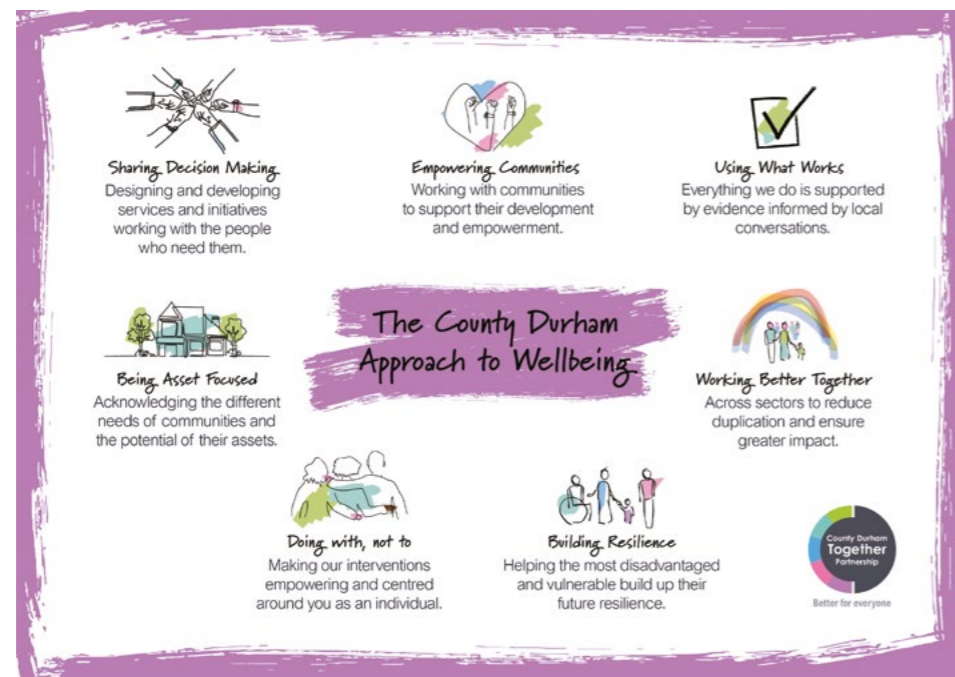 Sharing Decision Making
Designing and developing
services and initiatives
working with the people
who need them.
Empowering Communities
Working with communities
to support their development
and empowerment.
Using What Works
Everything we do is supported
by evidence informed by local
conversations.
The County Durham
Approach to Wellbeing
Being Asset Focused
Acknowledging the different
needs of communities and
the potential of their assets.
Working Better Together
Across sectors to reduce
duplication and ensure
greater impact.
Doing with, not to
Making our interventions
empowering and centred
around you as an individual.
Building Resilience
Helping the most disadvantaged
and vulnerable build up their
future resilience.
County Durham
Together
Partnership
Better for everyone